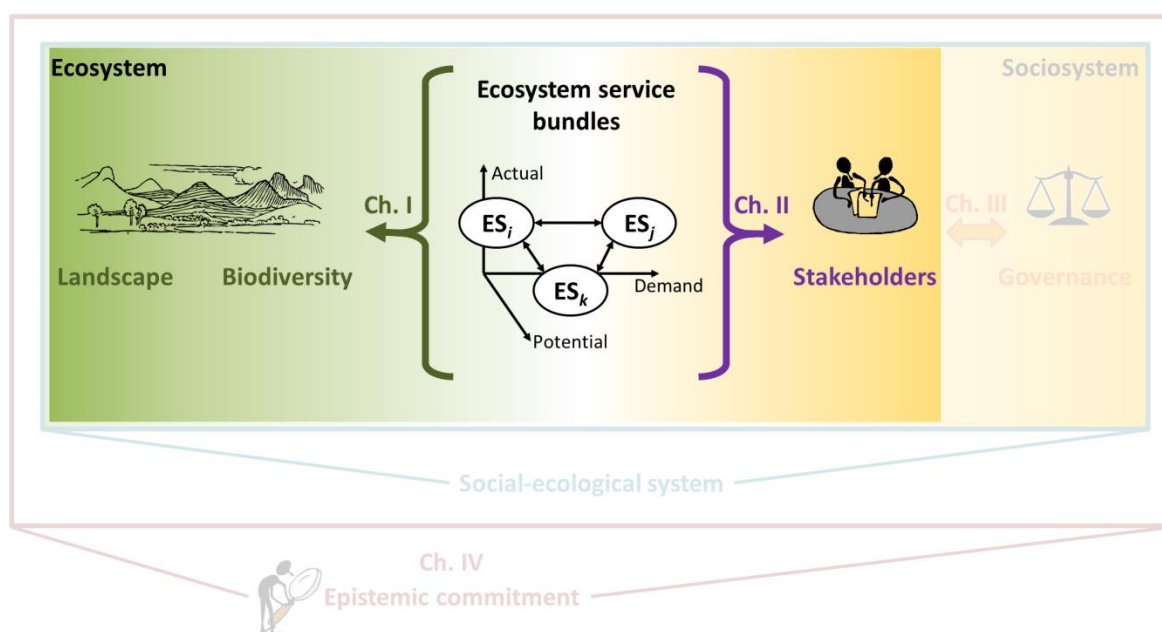 Ecosystem
Sociosystem
Ecosystem service
bundles
Actual
Ch. I
ESi
ESj
Ch. II
Ch. III
Landscape
Biodiversity
ESk
Demand
Stakeholders
Governance
Potential
Social-ecological system
Ch. IV
Epistemic commitment